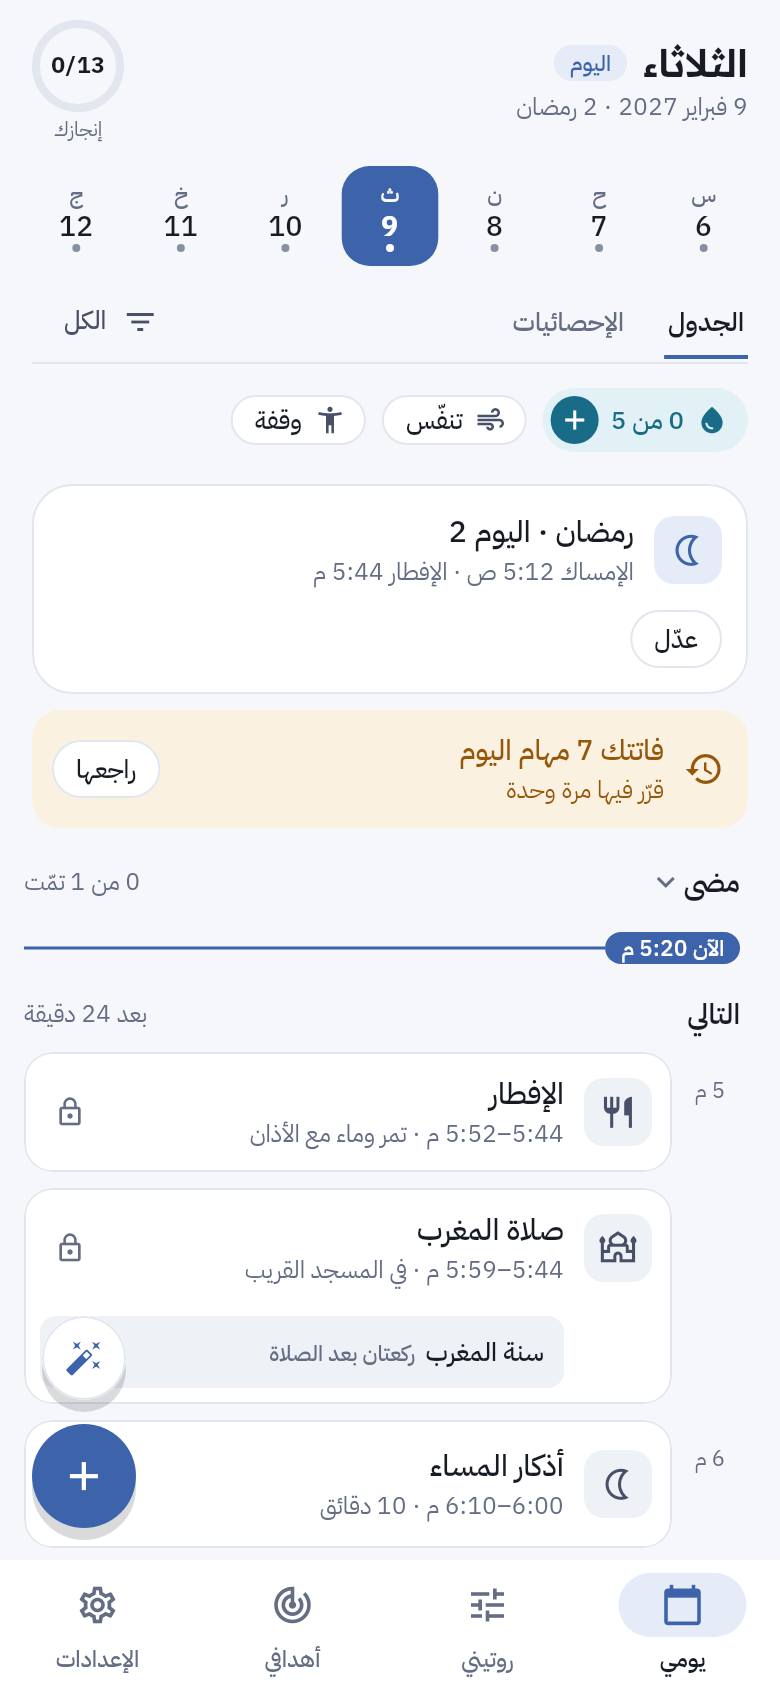 الثلاثاء اليوم
9 فبراير 2027 · 2 رمضان
0/13
إنجازك
س ح ن ث ر خ ج
6 7 8 9 10 11 12
الجدول الإحصائيات الكل
0 من 5 تنفّس وقفة
رمضان · اليوم 2
الإمساك 5:12 ص · الإفطار 5:44 م
عدّل
فاتتك 7 مهام اليوم
قرّر فيها مرة وحدة
راجعها
مضى 0 من 1 تمّت
الآن 5:20 م
التالي بعد 24 دقيقة
5 م
الإفطار
5:44–5:52 م · تمر وماء مع الأذان
صلاة المغرب
5:44–5:59 م · في المسجد القريب
سنة المغرب ركعتان بعد الصلاة
6 م
أذكار المساء
6:00–6:10 م · 10 دقائق
يومي روتيني أهدافي الإعدادات